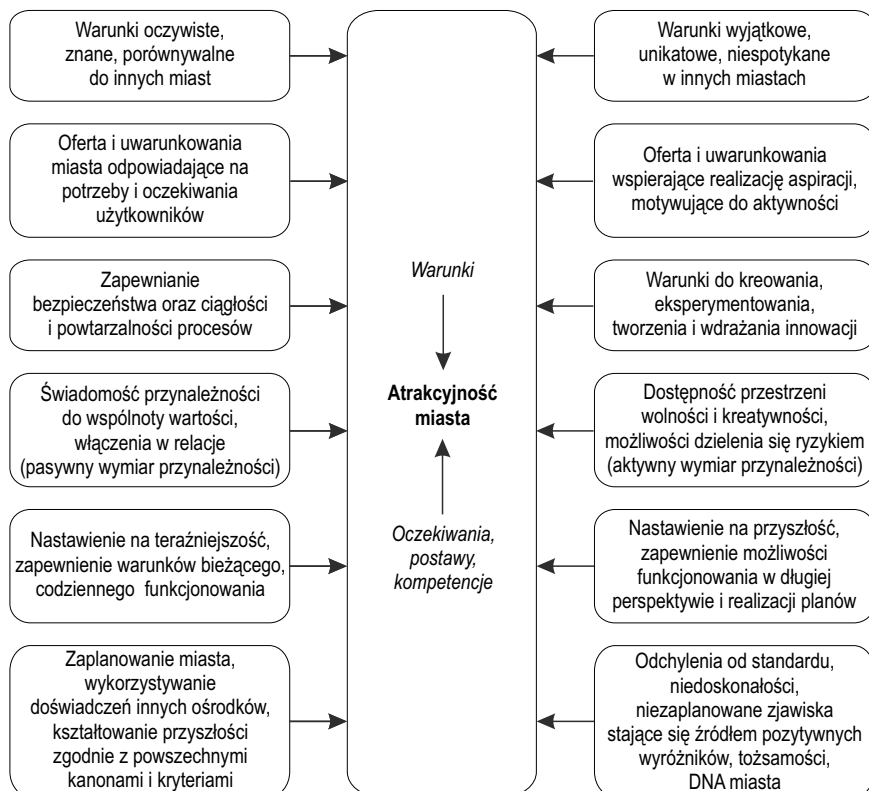 Warunki oczywiste,
znane, porównywalne
do innych miast
Oferta i uwarunkowania
miasta odpowiadające na
potrzeby i oczekiwania
użytkowników
Zapewnianie
bezpieczeństwa oraz ciągłości
i powtarzalności procesów
Świadomość przynależności
do wspólnoty wartości,
włączenia w relacje
(pasywny wymiar przynależności)
Nastawienie na teraźniejszość,
zapewnienie warunków bieżącego,
codziennego funkcjonowania
Zaplanowanie miasta,
wykorzystywanie
doświadczeń innych ośrodków,
kształtowanie przyszłości
zgodnie z powszechnymi
kanonami i kryteriami
Warunki
Atrakcyjność
miasta
Oczekiwania,
postawy,
kompetencje
Warunki wyjątkowe,
unikatowe, niespotykane
w innych miastach
Oferta i uwarunkowania
wspierające realizację aspiracji,
motywujące do aktywności
Warunki do kreowania,
eksperymentowania,
tworzenia i wdrażania innowacji
Dostępność przestrzeni
wolności i kreatywności,
możliwości dzielenia się ryzykiem
(aktywny wymiar przynależności)
Nastawienie na przyszłość,
zapewnienie możliwości
funkcjonowania w długiej
perspektywie i realizacji planów
Odchylenia od standardu,
niedoskonałości,
niezaplanowane zjawiska
stające się źródłem pozytywnych
wyróżników, tożsamości,
DNA miasta